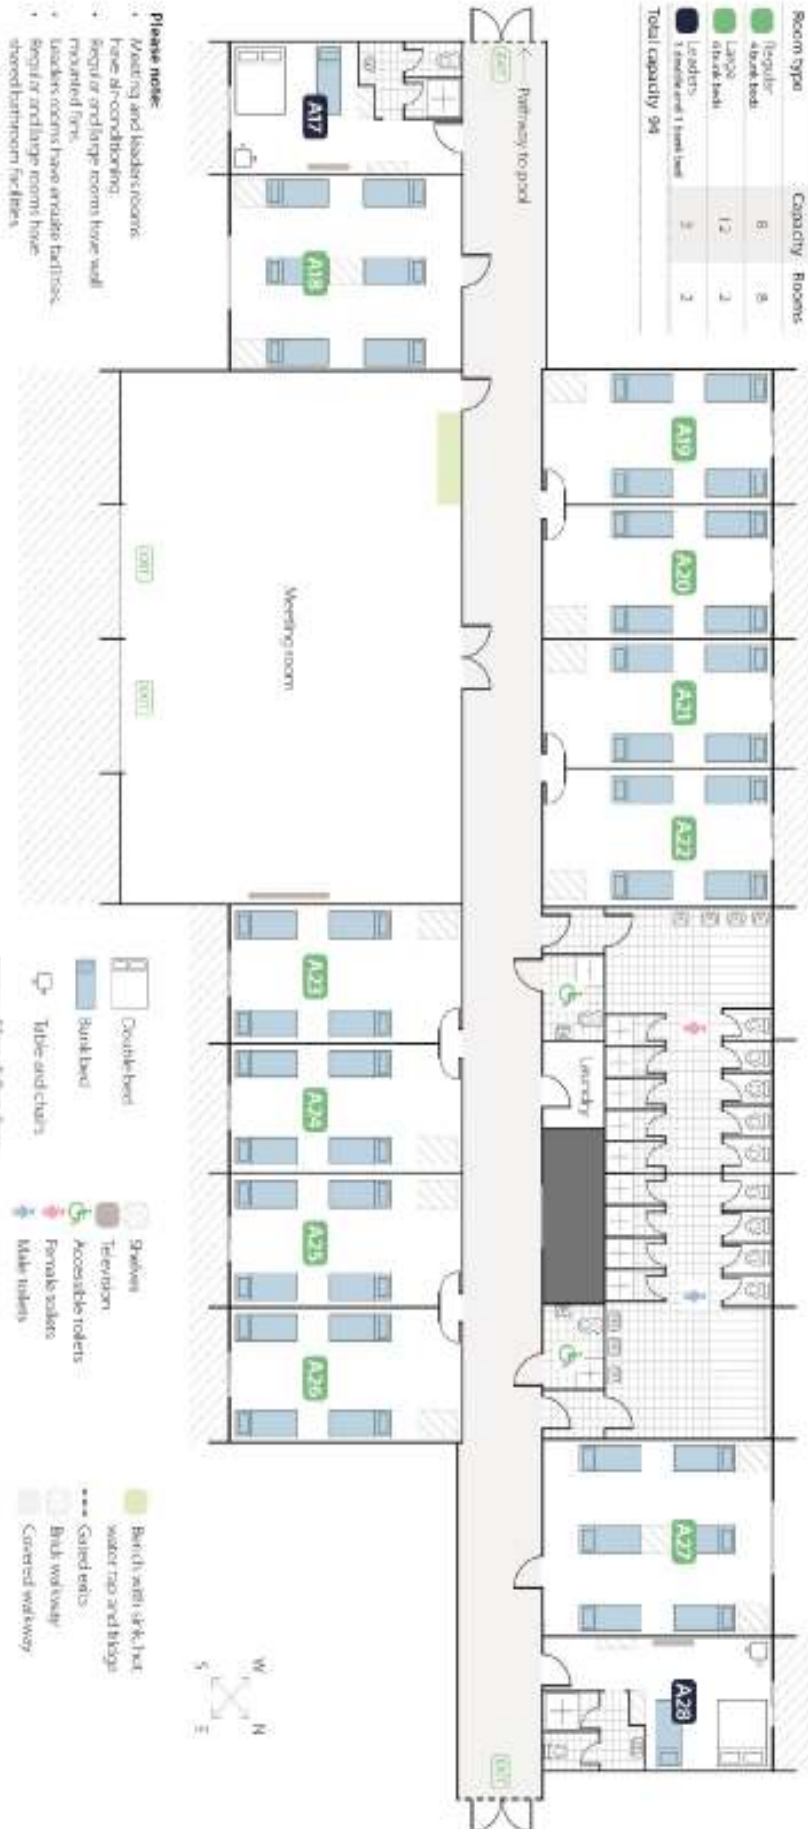 Room type Capacity Rooms
Regular 8 8
4 bunk beds
Large 12 2
6 bunk beds
Leaders 3 2
1 double and 1 bunk bed
Total capacity 94
EXIT
Pathway to pool
A17
A18
A19
A20
A21
A22
Meeting room
EXIT
EXIT
A23
A24
A25
A26
Laundry
A27
A28
EXIT
Please note:
• Meeting and leaders rooms
have air-conditioning.
• Regular and large rooms have wall
mounted fans.
• Leaders rooms have ensuite facilities.
• Regular and large rooms have
shared bathroom facilities.
Double bed
Bunk bed
Table and chairs
Shelves
Television
Accessible toilets
Female toilets
Male toilets
Bench with sink, hot
water tap and fridge
Gated exits
Brick walkway
Covered walkway
W N
S E